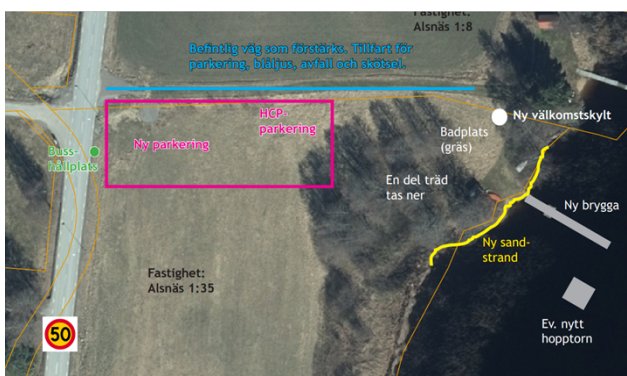 Fastighet:
Alsnäs 1:8
Befintlig väg som förstärks. Tillfart för
parkering, blåljus, avfall och skötsel.
HCP-
parkering
Ny parkering
Ny välkomstskylt
Badplats
(gräs)
Buss-
hållplats
En del träd
tas ner
Ny brygga
Ny sand-
strand
Fastighet:
Alsnäs 1:35
50
Ev. nytt
hopptorn